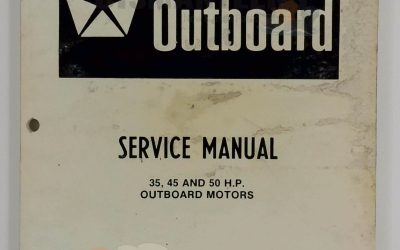 Outboard
SERVICE MANUAL
35, 45 AND 50 H.P.
OUTBOARD MOTORS